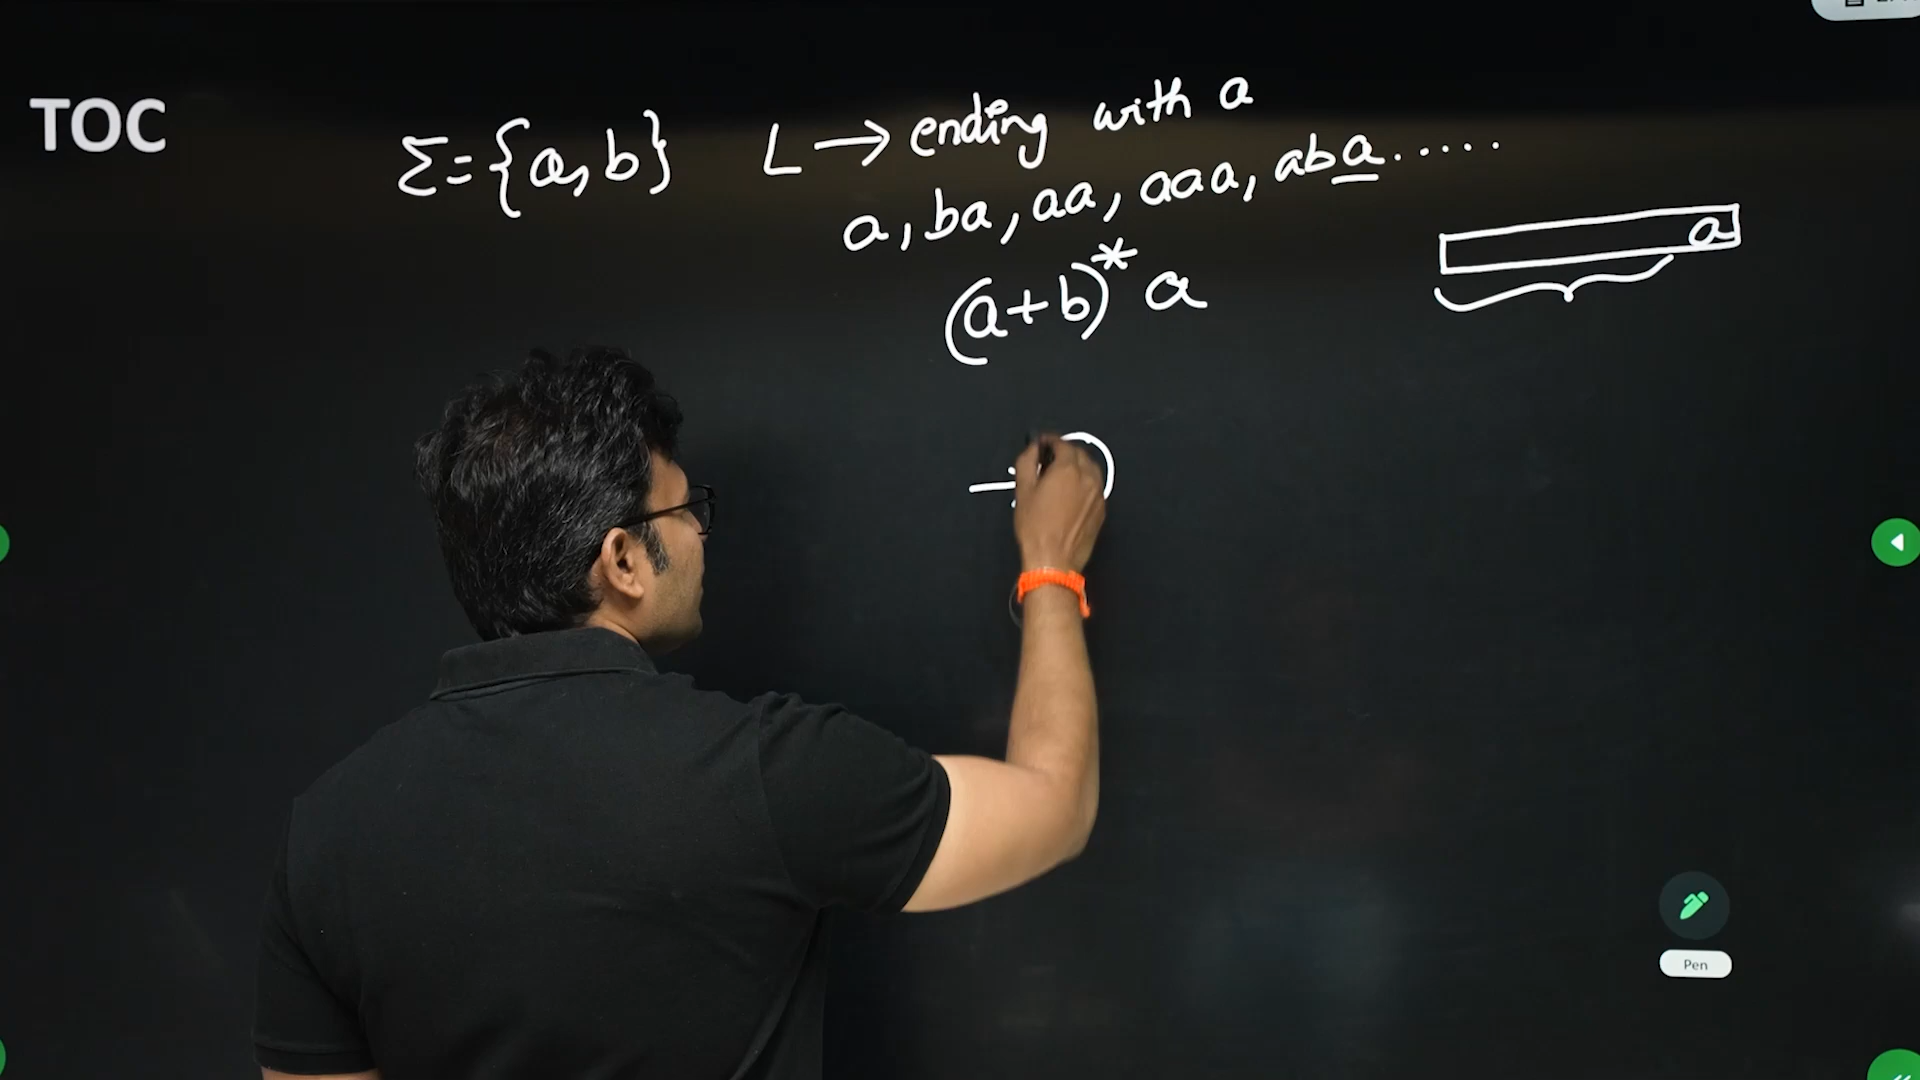 TOC
Σ={a,b} L → ending with a
a, ba, aa, aaa, aba.....
a
(a+b)* a
Pen